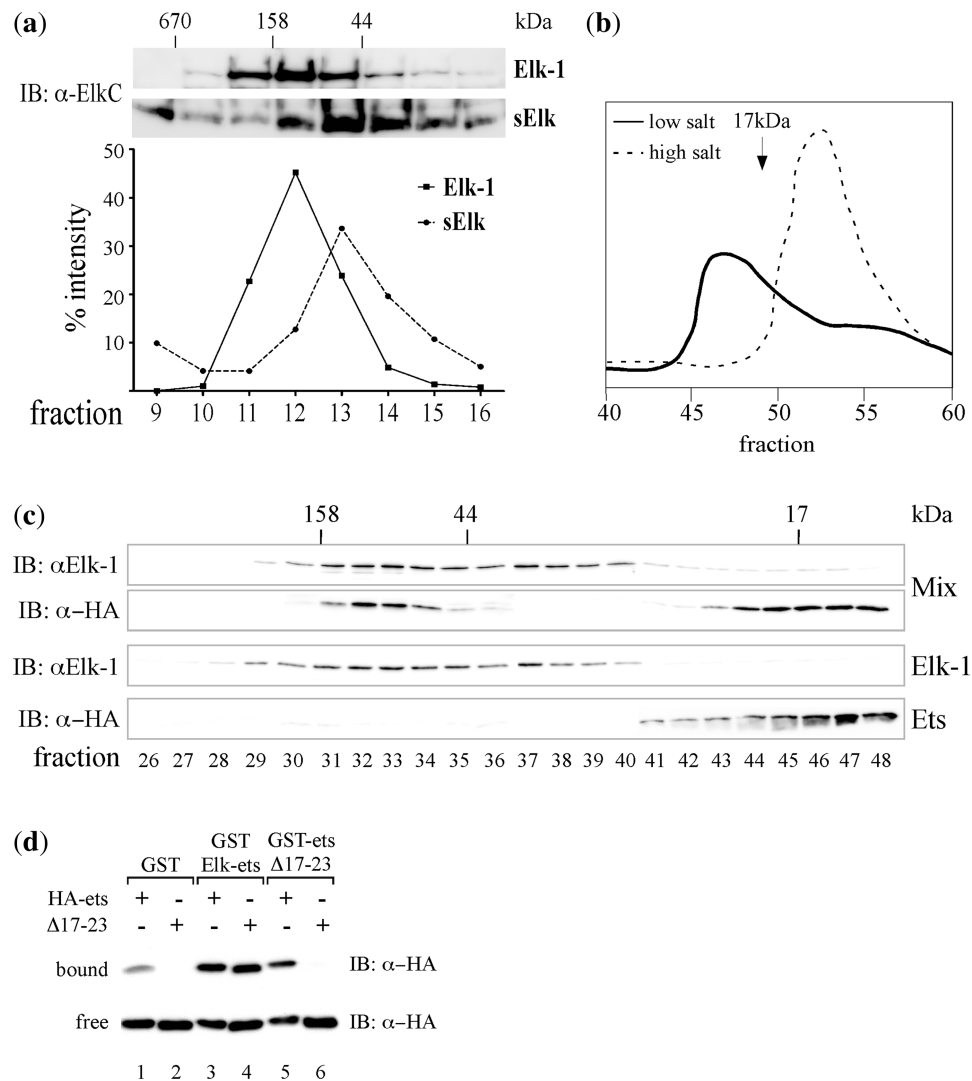 (a)
670 158 44 kDa
Elk-1
IB: α-ElkC
sElk
50
40
30
20
10
% intensity
Elk-1
sElk
fraction 9 10 11 12 13 14 15 16
(b)
low salt 17kDa
high salt
40 45 50 55 60
fraction
(c)
158 44 17 kDa
IB: αElk-1
Mix
IB: α–HA
IB: αElk-1 Elk-1
IB: α–HA Ets
fraction 26 27 28 29 30 31 32 33 34 35 36 37 38 39 40 41 42 43 44 45 46 47 48
(d)
GST GST-ets
GST Elk-ets Δ17-23
HA-ets + - + - + -
Δ17-23 - + - + - +
bound IB: α–HA
free IB: α–HA
1 2 3 4 5 6